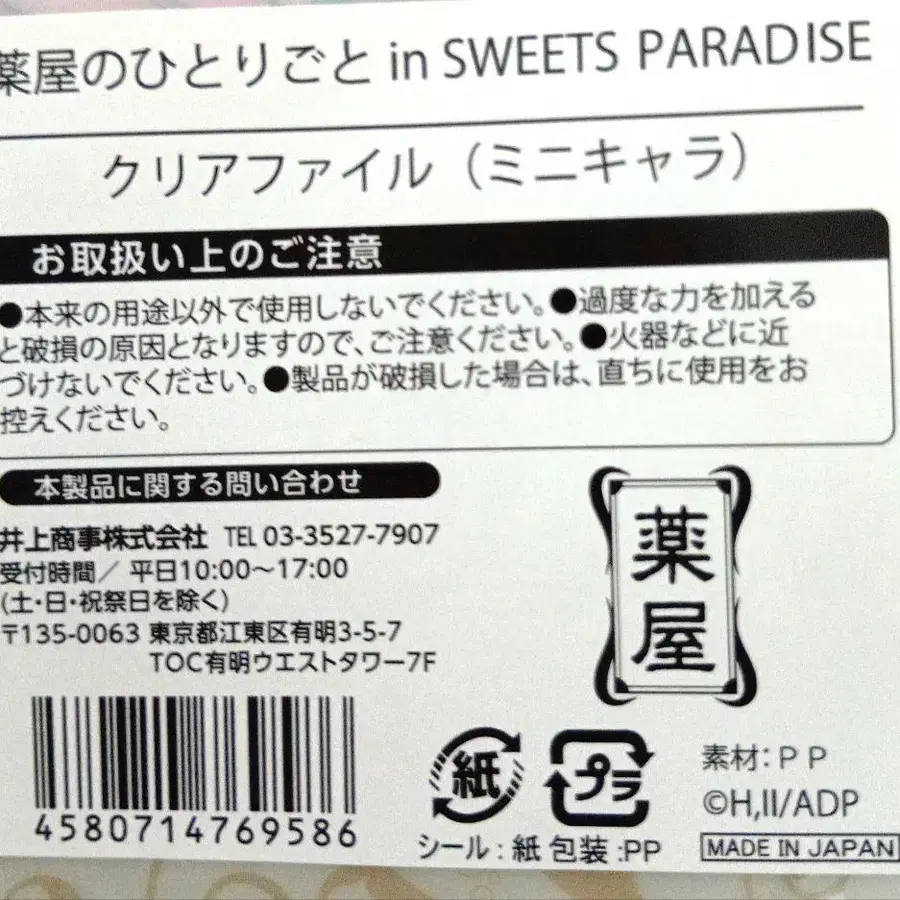 薬屋のひとりごと in SWEETS PARADISE
クリアファイル（ミニキャラ）
お取扱い上のご注意
●本来の用途以外で使用しないでください。●過度な力を加える
と破損の原因となりますので、ご注意ください。●火器などに近
づけないでください。●製品が破損した場合は、直ちに使用をお
控えください。
本製品に関する問い合わせ
井上商事株式会社 TEL 03-3527-7907
受付時間／ 平日10:00～17:00
(土・日・祝祭日を除く)
〒135-0063 東京都江東区有明3-5-7
TOC有明ウエストタワー7F
薬屋
4580714769586
紙
プラ
シール：紙 包装：PP
素材：ＰＰ
©H,II/ADP
MADE IN JAPAN